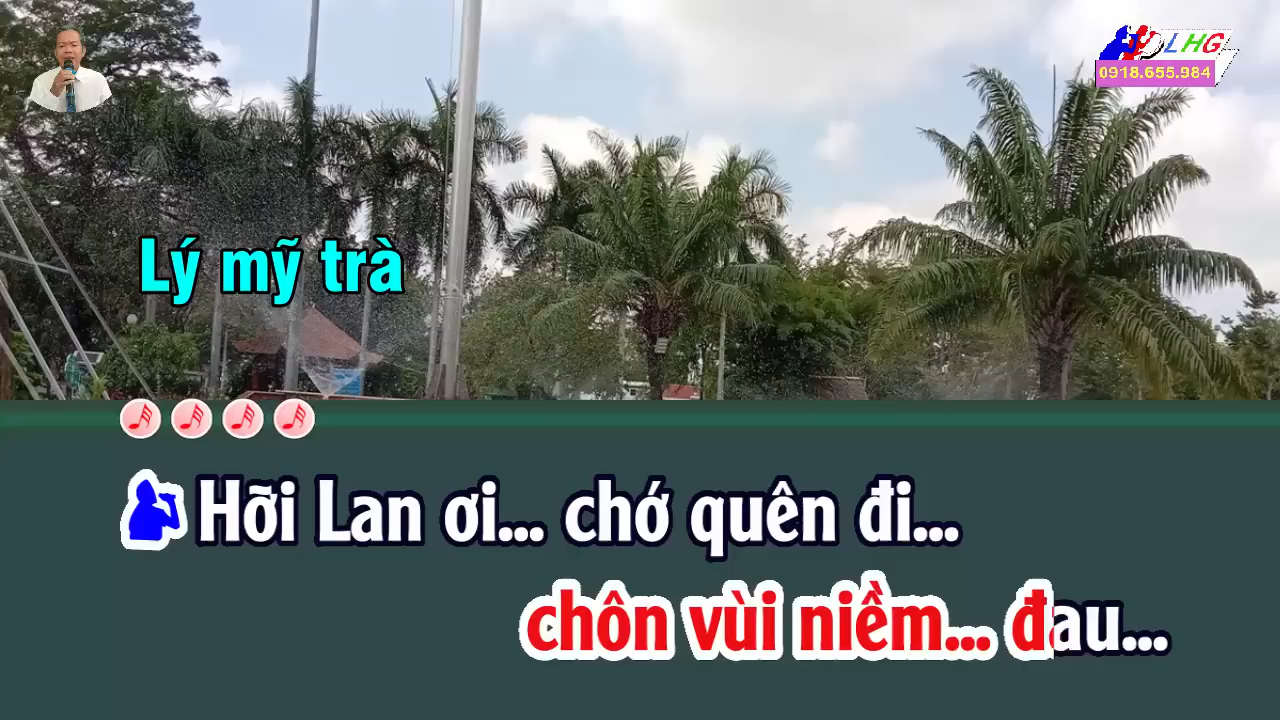 LHG
0918.655.984
Lý mỹ trà
Hỡi Lan ơi... chớ quên đi...
chôn vùi niềm... đau...